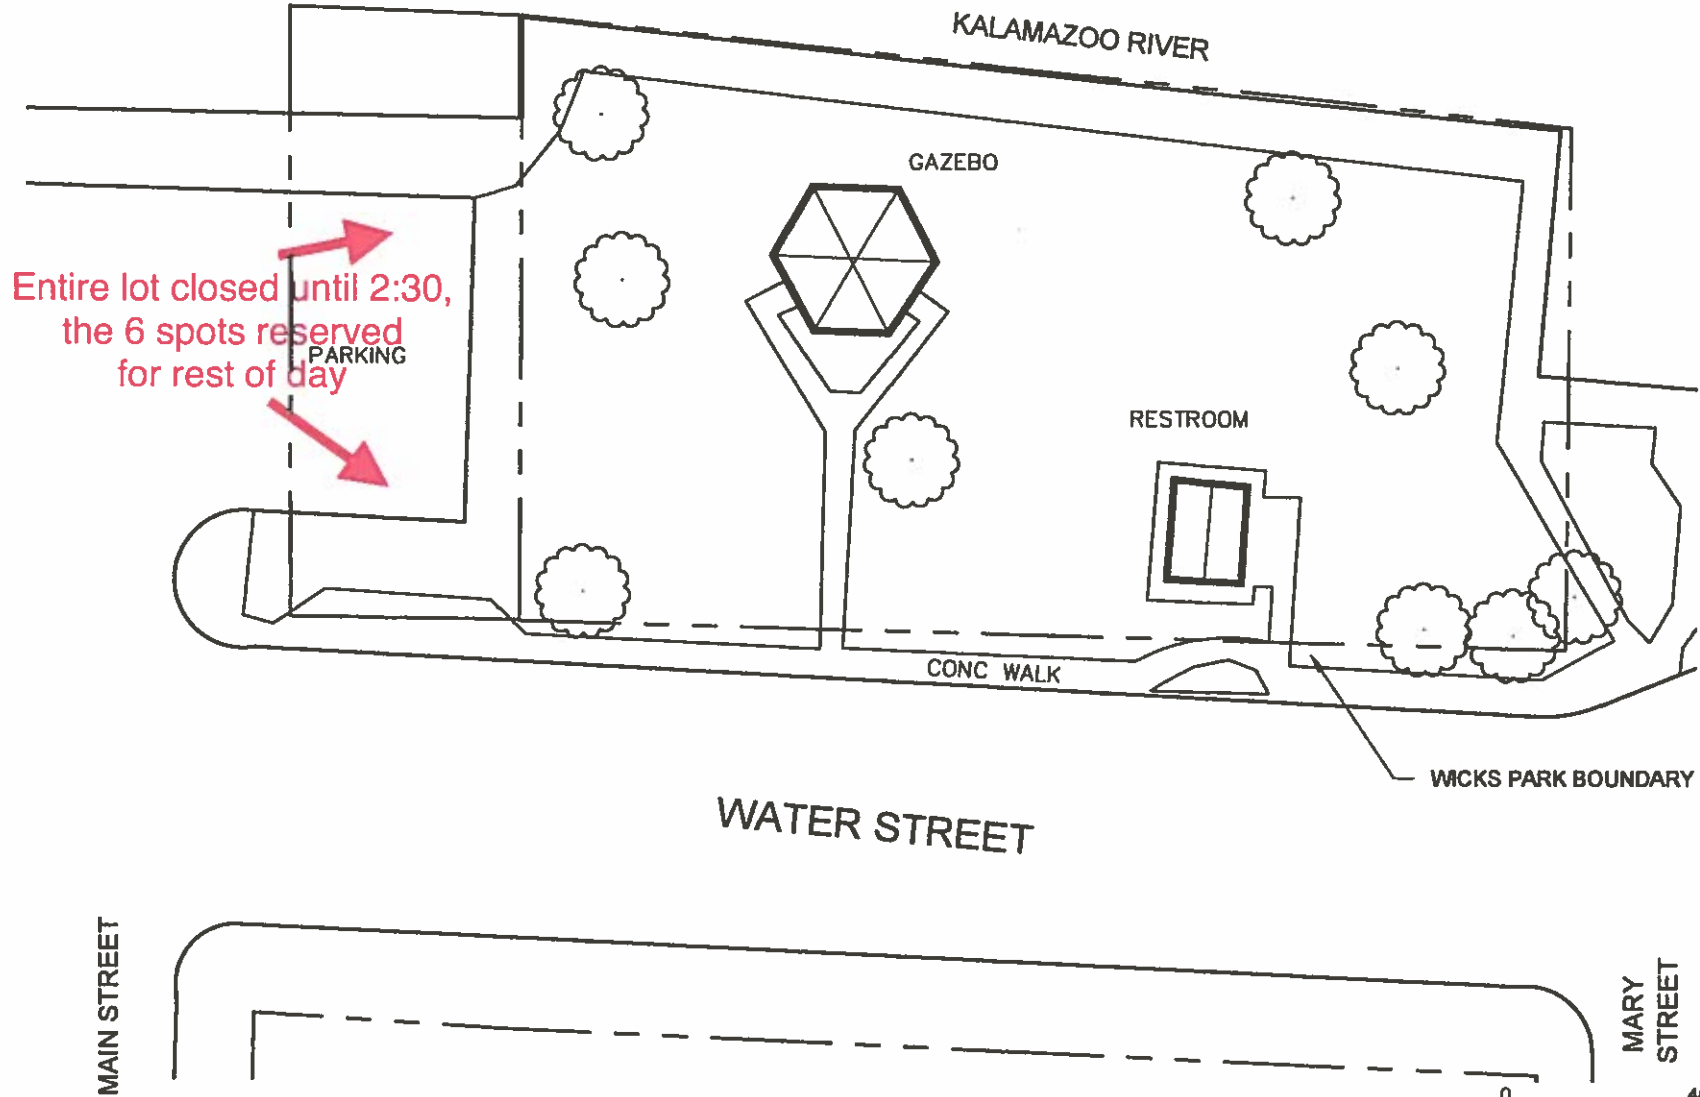 KALAMAZOO RIVER
GAZEBO
Entire lot closed until 2:30,
the 6 spots reserved
for rest of day
PARKING
RESTROOM
CONC WALK
WICKS PARK BOUNDARY
WATER STREET
MAIN STREET
MARY
STREET
0